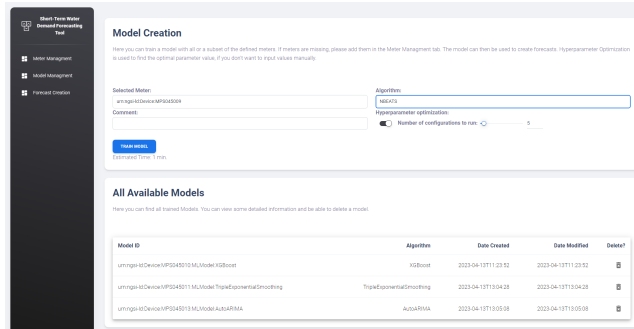 Short-Term Water
Demand Forecasting
Tool
Meter Managment
Model Managment
Forecast Creation
Model Creation
Here you can train a model with all or a subset of the defined meters. If meters are missing, please add them in the Meter Managment tab. The model can then be used to create forecasts. Hyperparameter Optimization
is used to find the optimal parameter value, if you don't want to input values manually.
Selected Meter:
Algorithm:
urn:ngsi-ld:Device:MPS045009
NBEATS
Comment:
Hyperparameter optimization:
Number of configurations to run: 5
TRAIN MODEL
Estimated Time: 1 min.
All Available Models
Here you can find all trained Models. You can view some detailed information and be able to delete a model.
Model ID Algorithm Date Created Date Modified Delete?
urn:ngsi-ld:Device:MPS045010:MLModel:XGBoost XGBoost 2023-04-13T11:23:52 2023-04-13T11:23:52
urn:ngsi-ld:Device:MPS045011:MLModel:TripleExponentialSmoothing TripleExponentialSmoothing 2023-04-13T13:04:28 2023-04-13T13:04:28
urn:ngsi-ld:Device:MPS045013:MLModel:AutoARIMA AutoARIMA 2023-04-13T13:05:08 2023-04-13T13:05:08